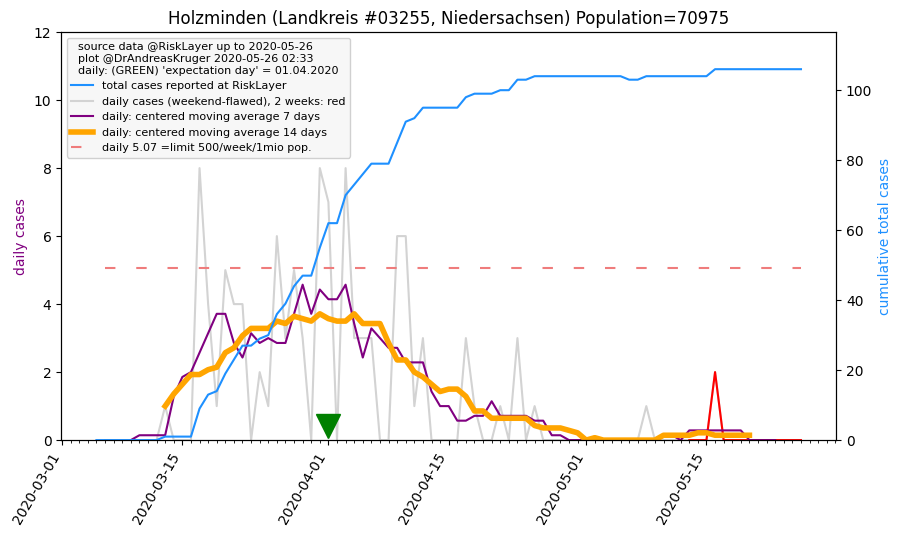 Holzminden (Landkreis #03255, Niedersachsen) Population=70975
source data @RiskLayer up to 2020-05-26
plot @DrAndreasKruger 2020-05-26 02:33
daily: (GREEN) 'expectation day' = 01.04.2020
total cases reported at RiskLayer
daily cases (weekend-flawed), 2 weeks: red
daily: centered moving average 7 days
daily: centered moving average 14 days
daily 5.07 =limit 500/week/1mio pop.
daily cases
12
10
8
6
4
2
0
cumulative total cases
100
80
60
40
20
0
2020-03-01
2020-03-15
2020-04-01
2020-04-15
2020-05-01
2020-05-15